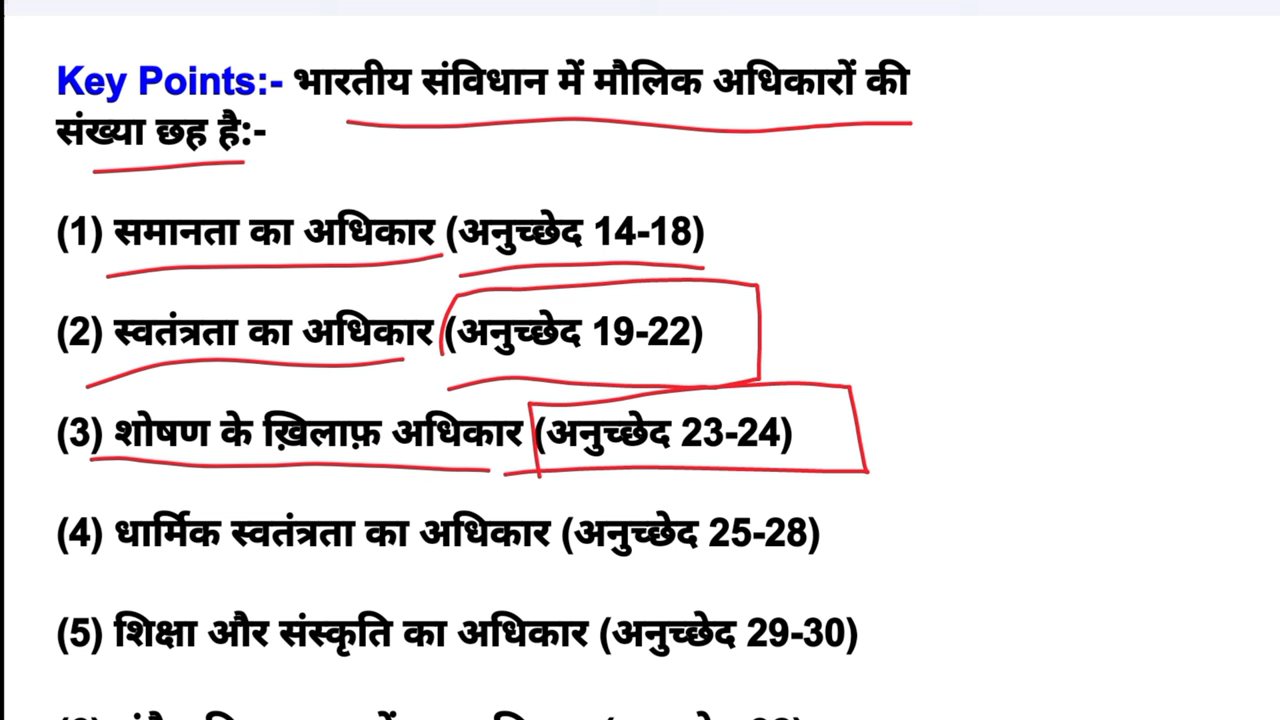 Key Points:- भारतीय संविधान में मौलिक अधिकारों की
संख्या छह है:-
(1) समानता का अधिकार (अनुच्छेद 14-18)
(2) स्वतंत्रता का अधिकार (अनुच्छेद 19-22)
(3) शोषण के ख़िलाफ़ अधिकार (अनुच्छेद 23-24)
(4) धार्मिक स्वतंत्रता का अधिकार (अनुच्छेद 25-28)
(5) शिक्षा और संस्कृति का अधिकार (अनुच्छेद 29-30)